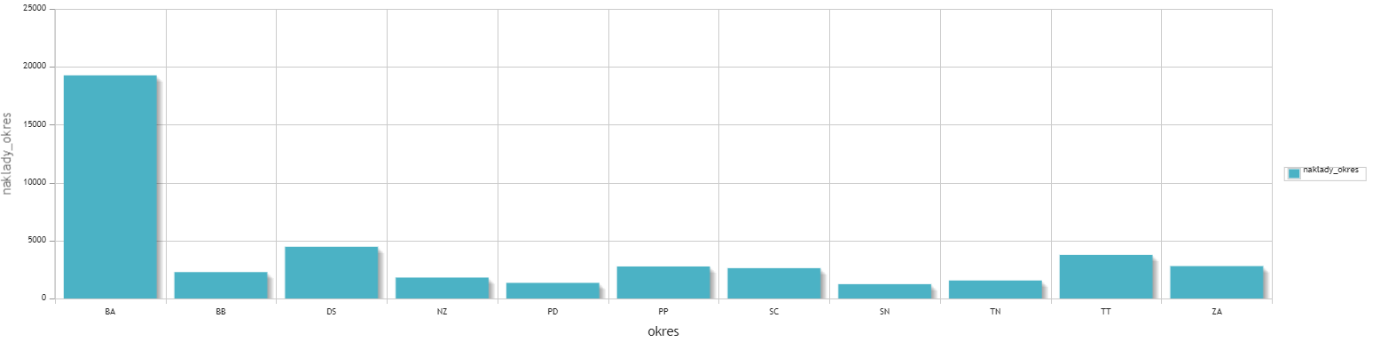 25000
20000
15000
10000
5000
0
naklady_okres
BA BB DS NZ PD PP SC SN TN TT ZA
okres
naklady_okres